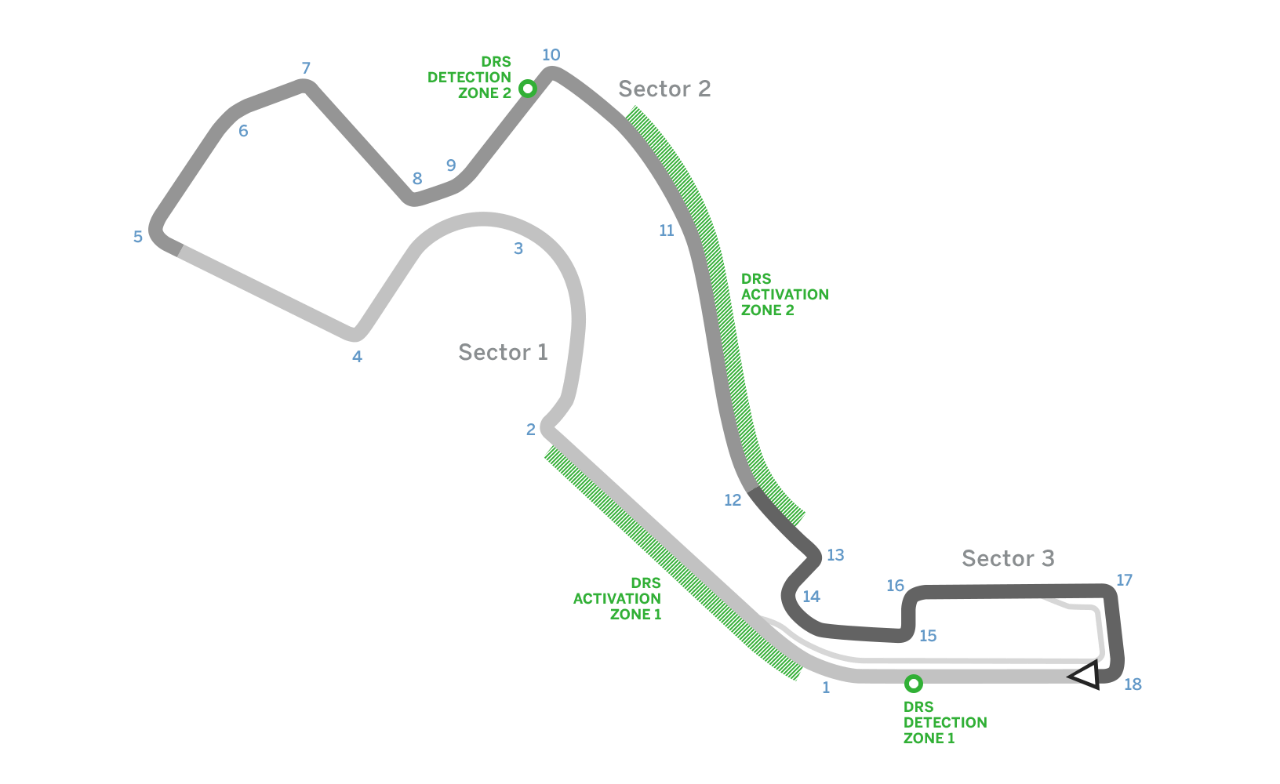 10
7
DRS
DETECTION
ZONE 2
Sector 2
6
9
8
5
11
3
DRS
ACTIVATION
ZONE 2
4
Sector 1
2
12
13
Sector 3
16
17
DRS
ACTIVATION
ZONE 1
14
15
1
18
DRS
DETECTION
ZONE 1